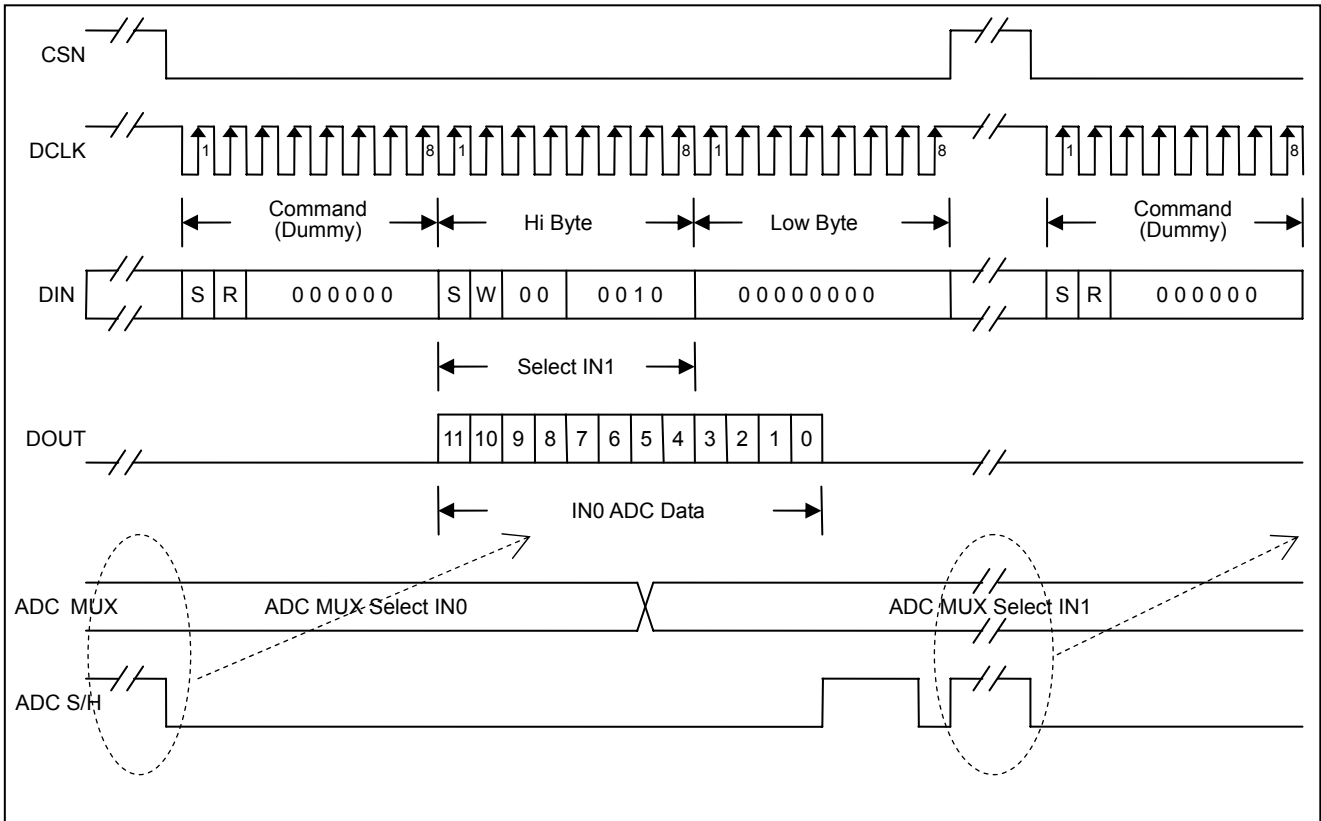 CSN
DCLK 1 8 1 8 1 8 1 8
Command
(Dummy)
Hi Byte
Low Byte
Command
(Dummy)
DIN S R 0 0 0 0 0 0 S W 0 0 0 0 1 0 0 0 0 0 0 0 0 0 S R 0 0 0 0 0 0
Select IN1
DOUT 11 10 9 8 7 6 5 4 3 2 1 0
IN0 ADC Data
ADC MUX ADC MUX Select IN0 ADC MUX Select IN1
ADC S/H